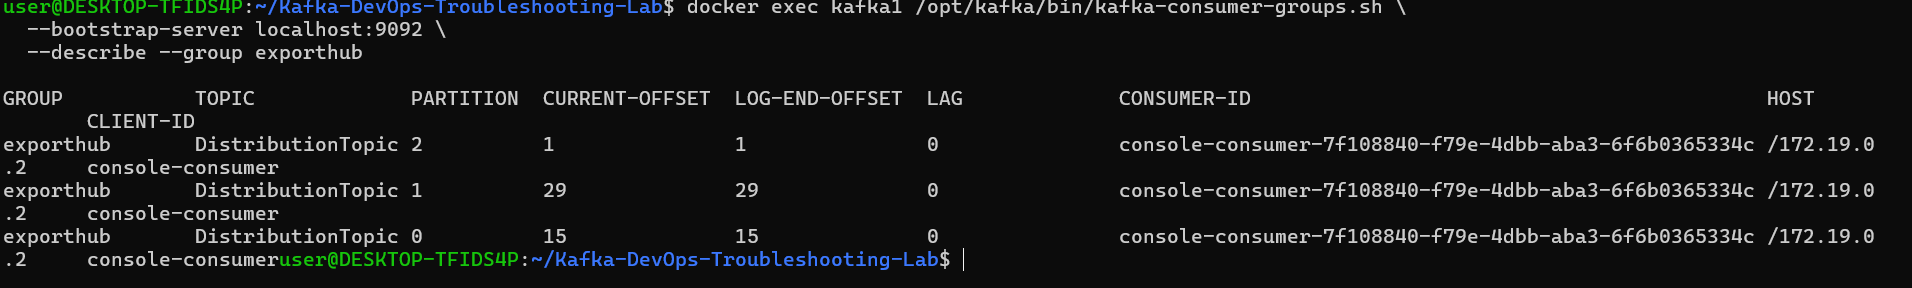 user@DESKTOP-TFIDS4P:~/Kafka-DevOps-Troubleshooting-Lab$ docker exec kafka1 /opt/kafka/bin/kafka-consumer-groups.sh \
  --bootstrap-server localhost:9092 \
  --describe --group exporthub

GROUP           TOPIC             PARTITION  CURRENT-OFFSET  LOG-END-OFFSET  LAG             CONSUMER-ID                                           HOST
       CLIENT-ID
exporthub       DistributionTopic 2          1               1               0               console-consumer-7f108840-f79e-4dbb-aba3-6f6b0365334c /172.19.0
.2     console-consumer
exporthub       DistributionTopic 1          29              29              0               console-consumer-7f108840-f79e-4dbb-aba3-6f6b0365334c /172.19.0
.2     console-consumer
exporthub       DistributionTopic 0          15              15              0               console-consumer-7f108840-f79e-4dbb-aba3-6f6b0365334c /172.19.0
.2     console-consumeruser@DESKTOP-TFIDS4P:~/Kafka-DevOps-Troubleshooting-Lab$